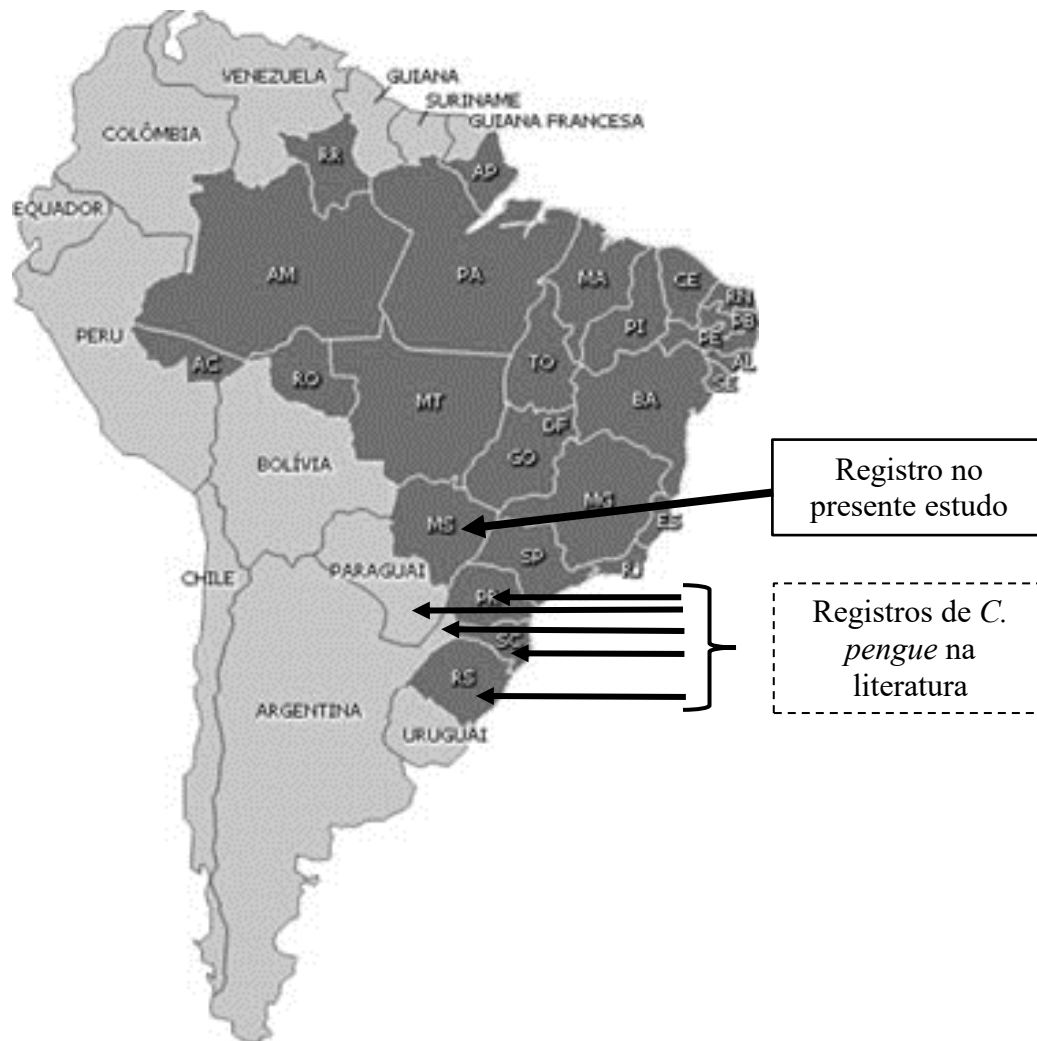 VENEZUELA
GUIANA
SURINAME
GUIANA FRANCESA
COLÔMBIA
RR
AP
EQUADOR
AM
PA
MA
CE
RN
PB
PI
PE
AL
SE
PERU
AC
RO
TO
MT
BA
DF
GO
BOLÍVIA
MG
ES
MS
SP
RJ
Registro no
presente estudo
PARAGUAI
CHILE
PR
SC
RS
ARGENTINA
URUGUAI
Registros de C.
pengue na
literatura